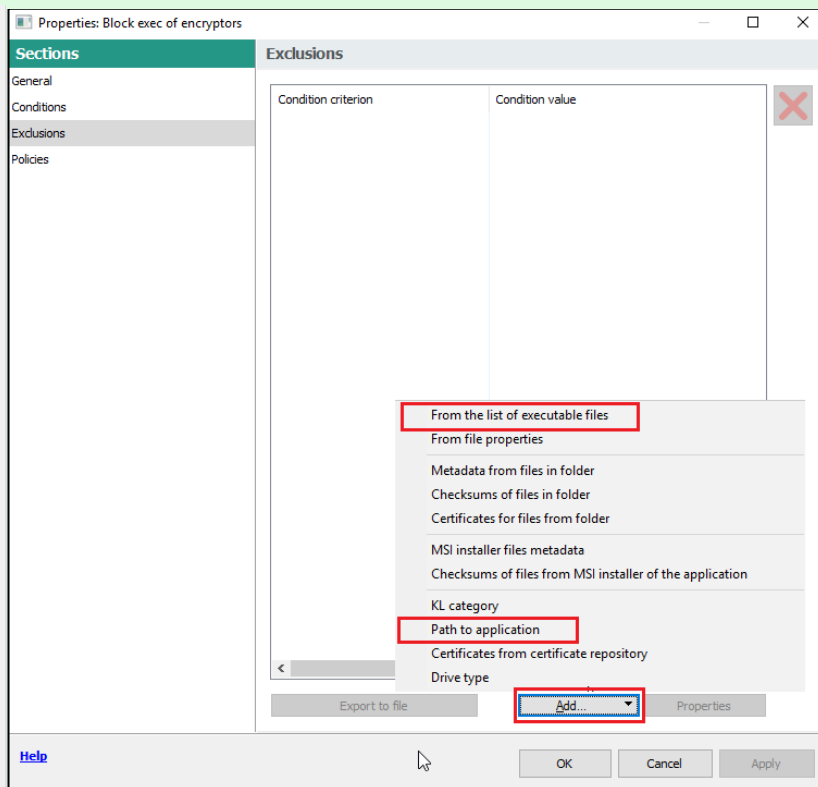 Properties: Block exec of encryptors
Sections
Exclusions
General
Conditions
Exclusions
Policies
Condition criterion
Condition value
From the list of executable files
From file properties
Metadata from files in folder
Checksums of files in folder
Certificates for files from folder
MSI installer files metadata
Checksums of files from MSI installer of the application
KL category
Path to application
Certificates from certificate repository
Drive type
Export to file
Add...
Properties
Help
OK
Cancel
Apply